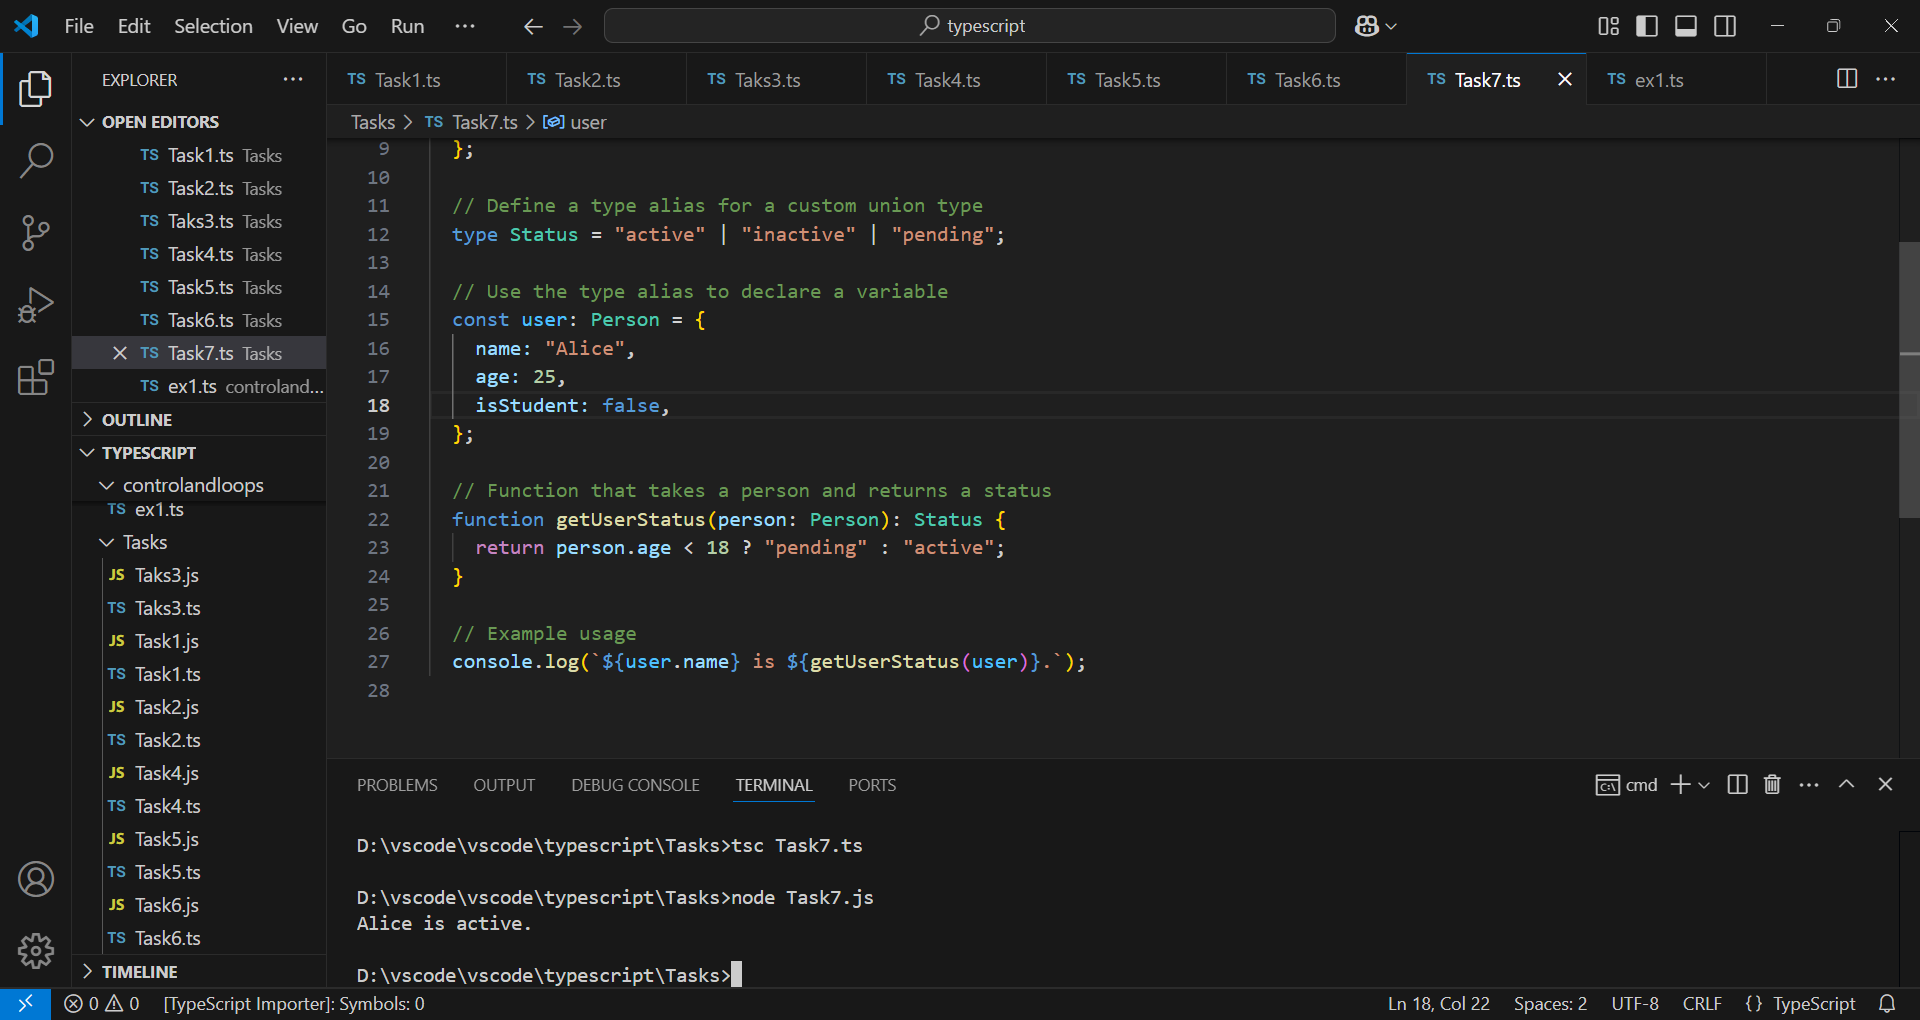 File Edit Selection View Go Run ··· typescript
EXPLORER ···
OPEN EDITORS
TS Task1.ts Tasks
TS Task2.ts Tasks
TS Taks3.ts Tasks
TS Task4.ts Tasks
TS Task5.ts Tasks
TS Task6.ts Tasks
TS Task7.ts Tasks
TS ex1.ts controland...
OUTLINE
TYPESCRIPT
controlandloops
TS ex1.ts
Tasks
JS Taks3.js
TS Taks3.ts
JS Task1.js
TS Task1.ts
JS Task2.js
TS Task2.ts
JS Task4.js
TS Task4.ts
JS Task5.js
TS Task5.ts
JS Task6.js
TS Task6.ts
TIMELINE
TS Task1.ts TS Task2.ts TS Taks3.ts TS Task4.ts TS Task5.ts TS Task6.ts TS Task7.ts TS ex1.ts
Tasks > TS Task7.ts > user
9 };
10
11 // Define a type alias for a custom union type
12 type Status = "active" | "inactive" | "pending";
13
14 // Use the type alias to declare a variable
15 const user: Person = {
16 name: "Alice",
17 age: 25,
18 isStudent: false,
19 };
20
21 // Function that takes a person and returns a status
22 function getUserStatus(person: Person): Status {
23 return person.age < 18 ? "pending" : "active";
24 }
25
26 // Example usage
27 console.log(`${user.name} is ${getUserStatus(user)}.`);
28
PROBLEMS OUTPUT DEBUG CONSOLE TERMINAL PORTS cmd
D:\vscode\vscode\typescript\Tasks>tsc Task7.ts
D:\vscode\vscode\typescript\Tasks>node Task7.js
Alice is active.
D:\vscode\vscode\typescript\Tasks>
0 0 [TypeScript Importer]: Symbols: 0 Ln 18, Col 22 Spaces: 2 UTF-8 CRLF {} TypeScript